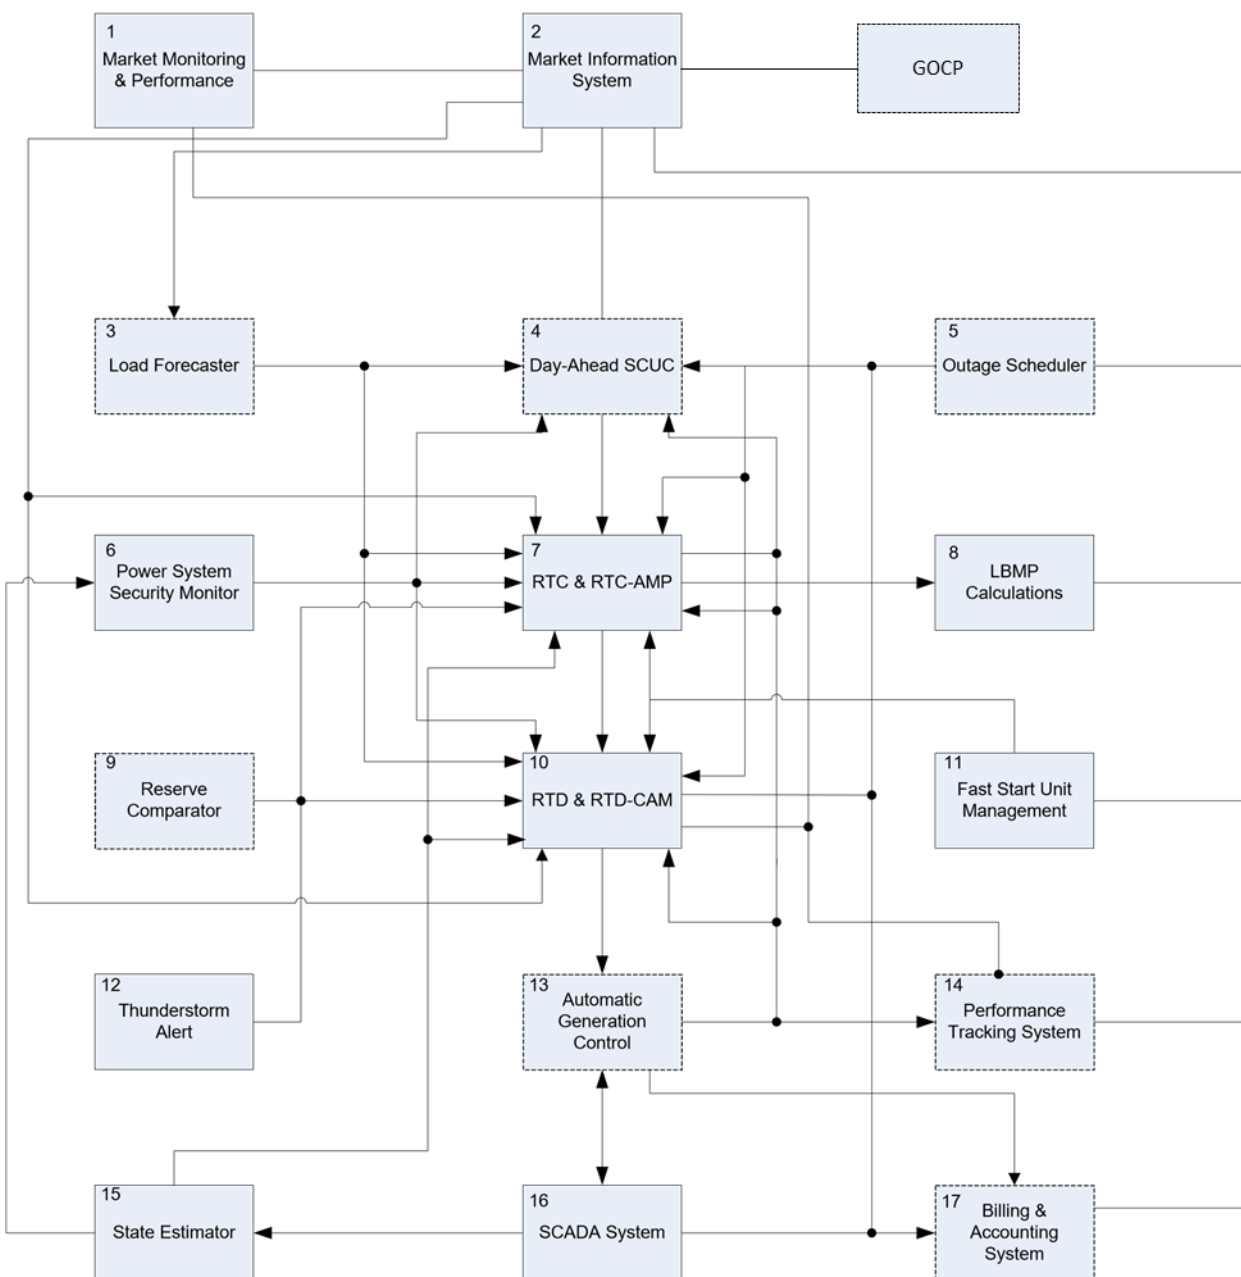 1
Market Monitoring
& Performance
2
Market Information
System
GOCP
3
Load Forecaster
4
Day-Ahead SCUC
5
Outage Scheduler
6
Power System
Security Monitor
7
RTC & RTC-AMP
8
LBMP
Calculations
9
Reserve
Comparator
10
RTD & RTD-CAM
11
Fast Start Unit
Management
12
Thunderstorm
Alert
13
Automatic
Generation
Control
14
Performance
Tracking System
15
State Estimator
16
SCADA System
17
Billing &
Accounting
System